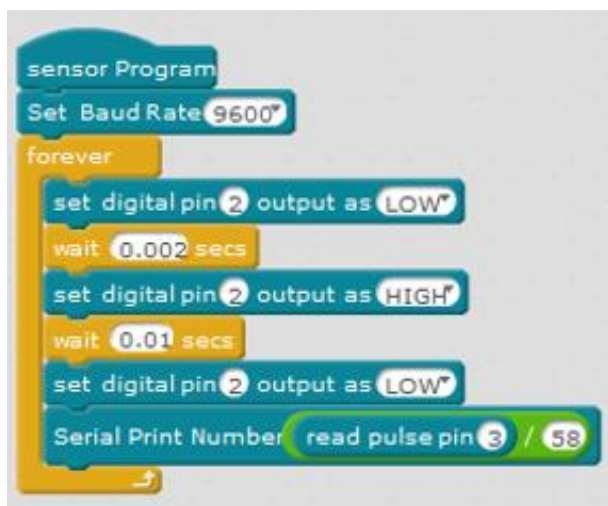 sensor Program
Set Baud Rate 9600
forever
set digital pin 2 output as LOW
wait 0.002 secs
set digital pin 2 output as HIGH
wait 0.01 secs
set digital pin 2 output as LOW
Serial Print Number read pulse pin 3 / 58